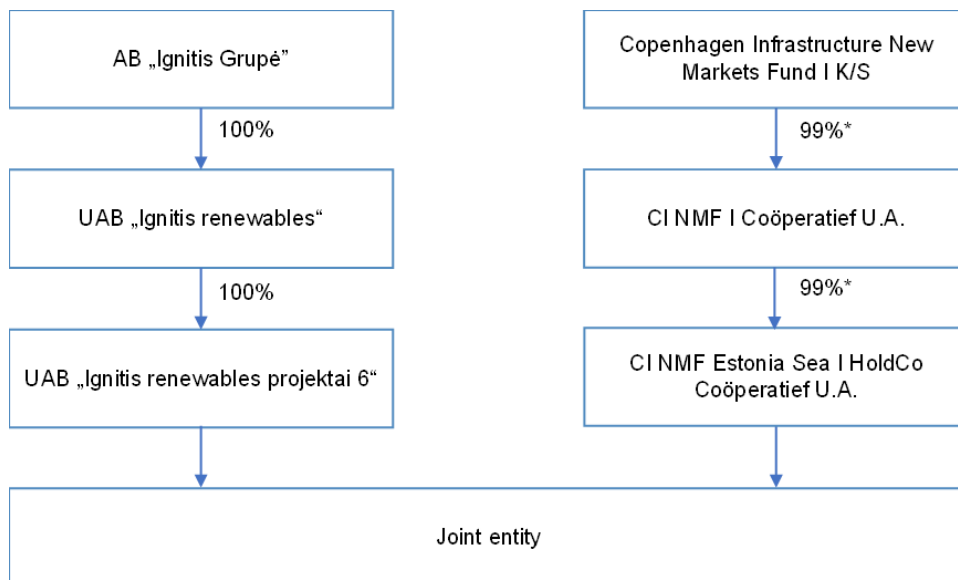 AB „Ignitis Grupė”
100%
UAB „Ignitis renewables“
100%
UAB „Ignitis renewables projektai 6“
Copenhagen Infrastructure New
Markets Fund I K/S
99%*
CI NMF I Coöperatief U.A.
99%*
CI NMF Estonia Sea I HoldCo
Coöperatief U.A.
Joint entity